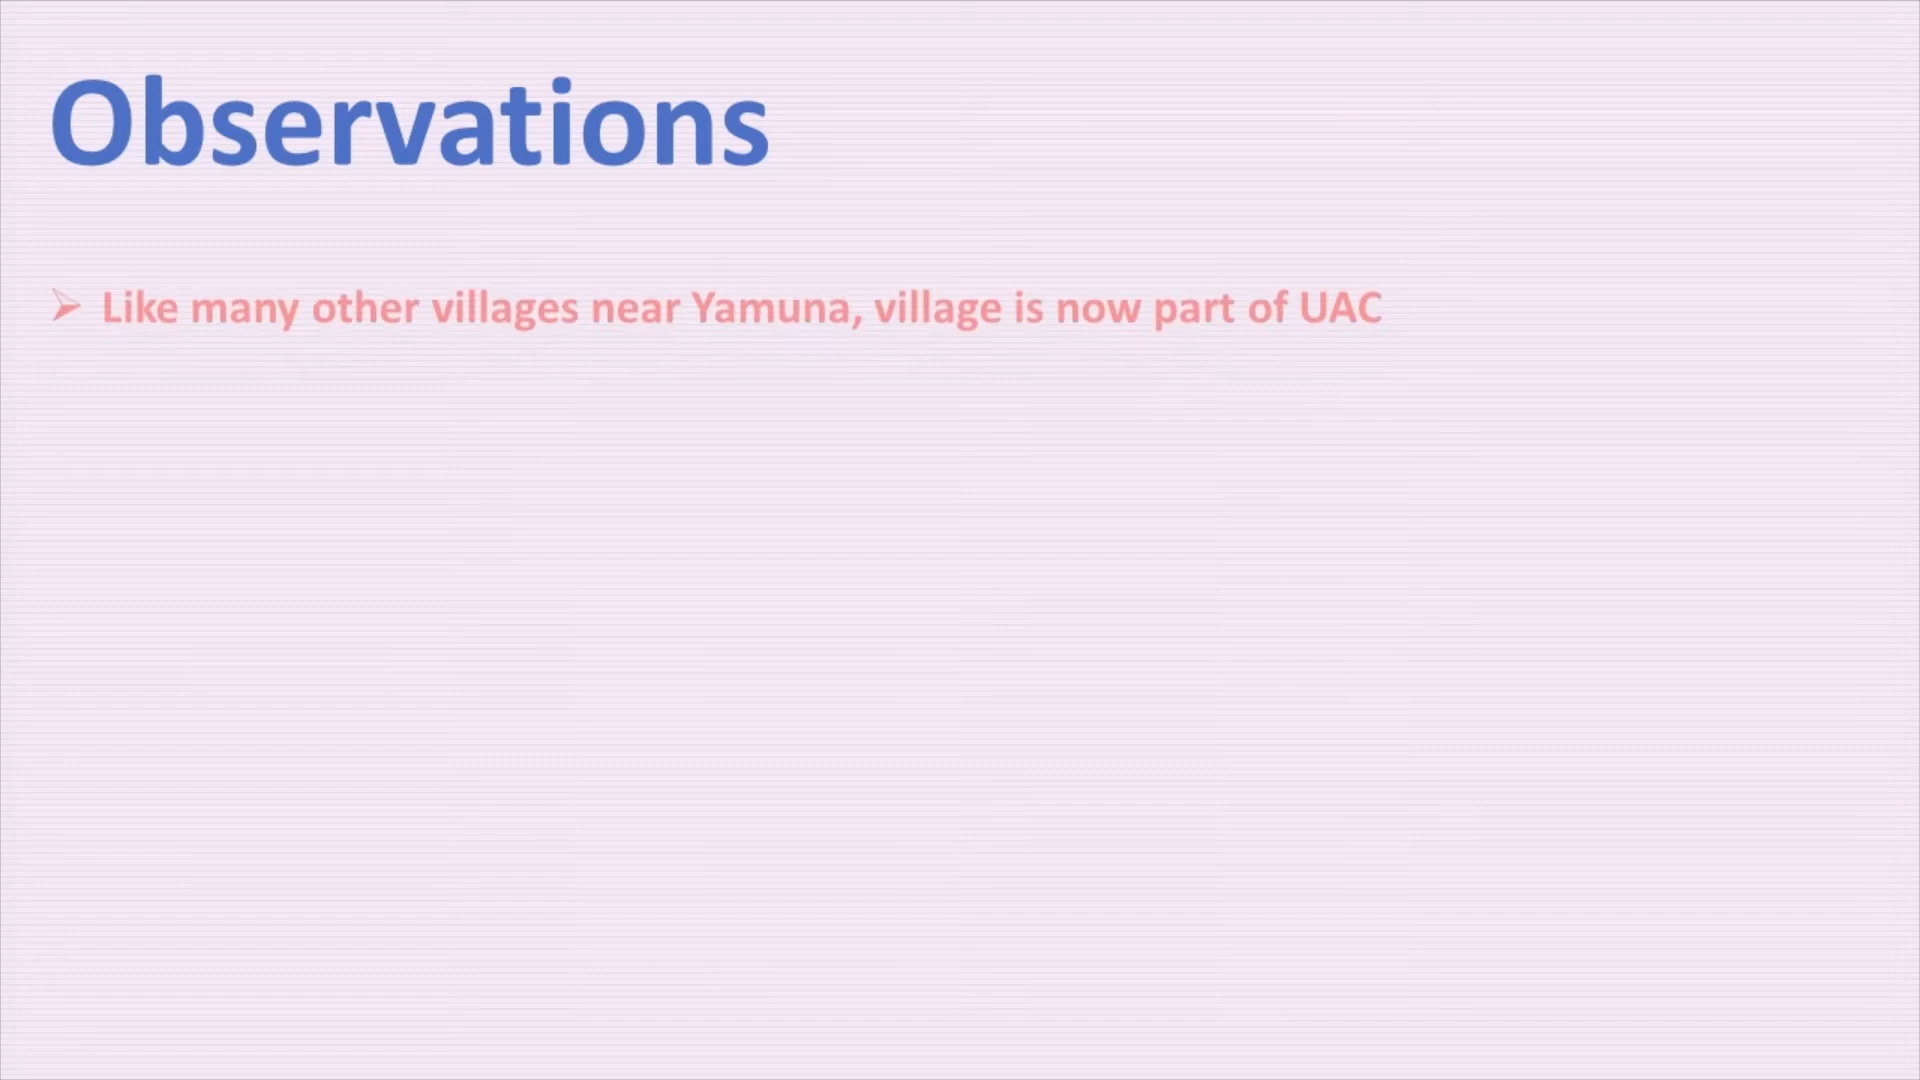 Observations
➢ Like many other villages near Yamuna, village is now part of UAC